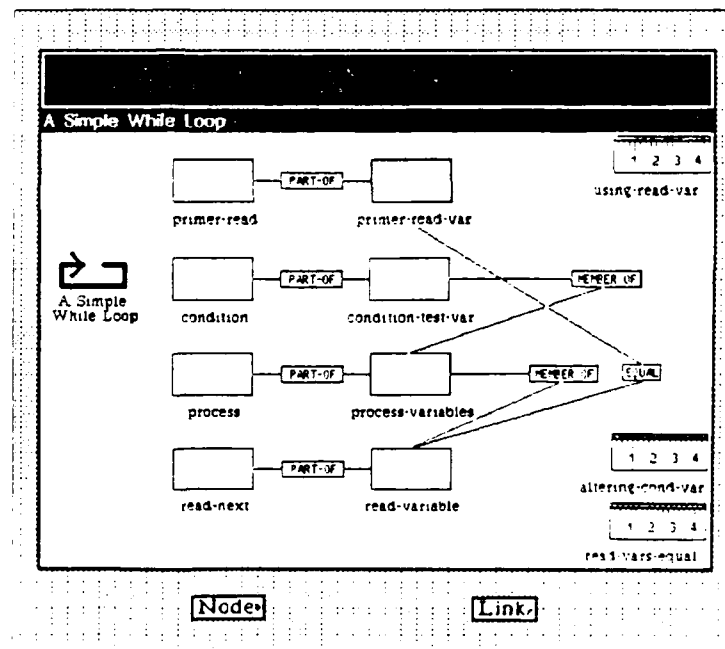 A Simple While Loop
1 2 3 4
using-read-var
PART-OF
primer-read
primer-read-var
A Simple
While Loop
PART-OF
MEMBER OF
condition
condition-test-var
PART-OF
MEMBER OF
EQUAL
process
process-variables
PART-OF
read-next
read-variable
1 2 3 4
altering-cond-var
1 2 3 4
read-vars-equal
Node
Link